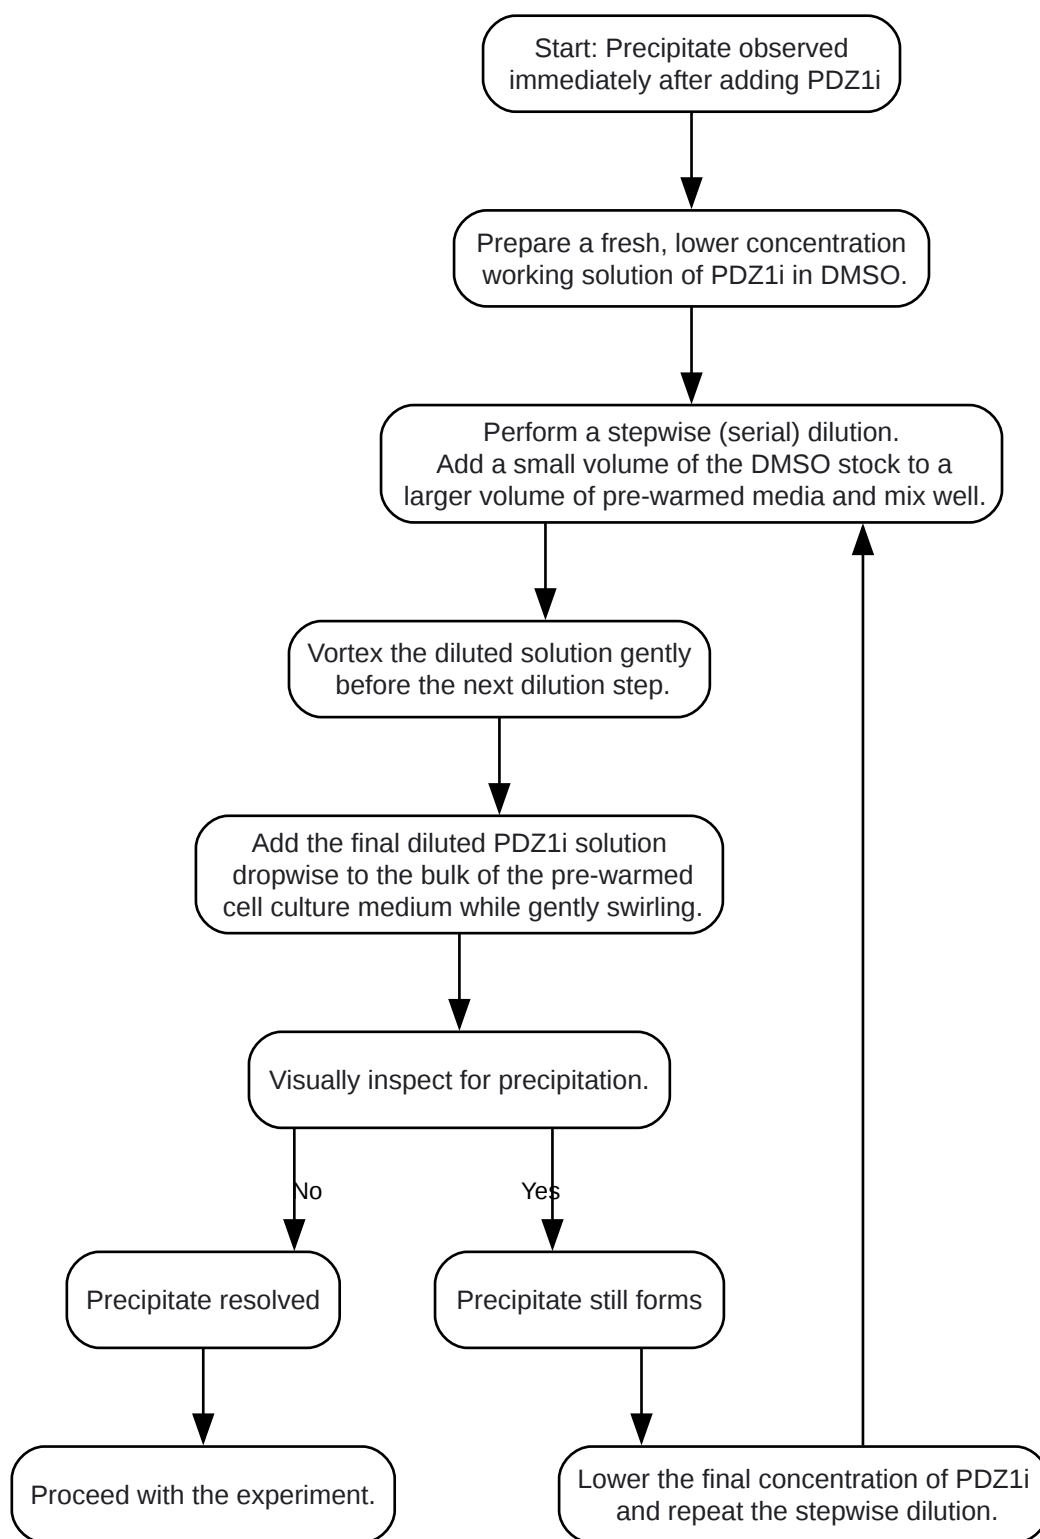 Start: Precipitate observed
immediately after adding PDZ1i
Prepare a fresh, lower concentration
working solution of PDZ1i in DMSO.
Perform a stepwise (serial) dilution.
Add a small volume of the DMSO stock to a
larger volume of pre-warmed media and mix well.
Vortex the diluted solution gently
before the next dilution step.
Add the final diluted PDZ1i solution
dropwise to the bulk of the pre-warmed
cell culture medium while gently swirling.
Visually inspect for precipitation.
No
Yes
Precipitate resolved
Precipitate still forms
Proceed with the experiment.
Lower the final concentration of PDZ1i
and repeat the stepwise dilution.